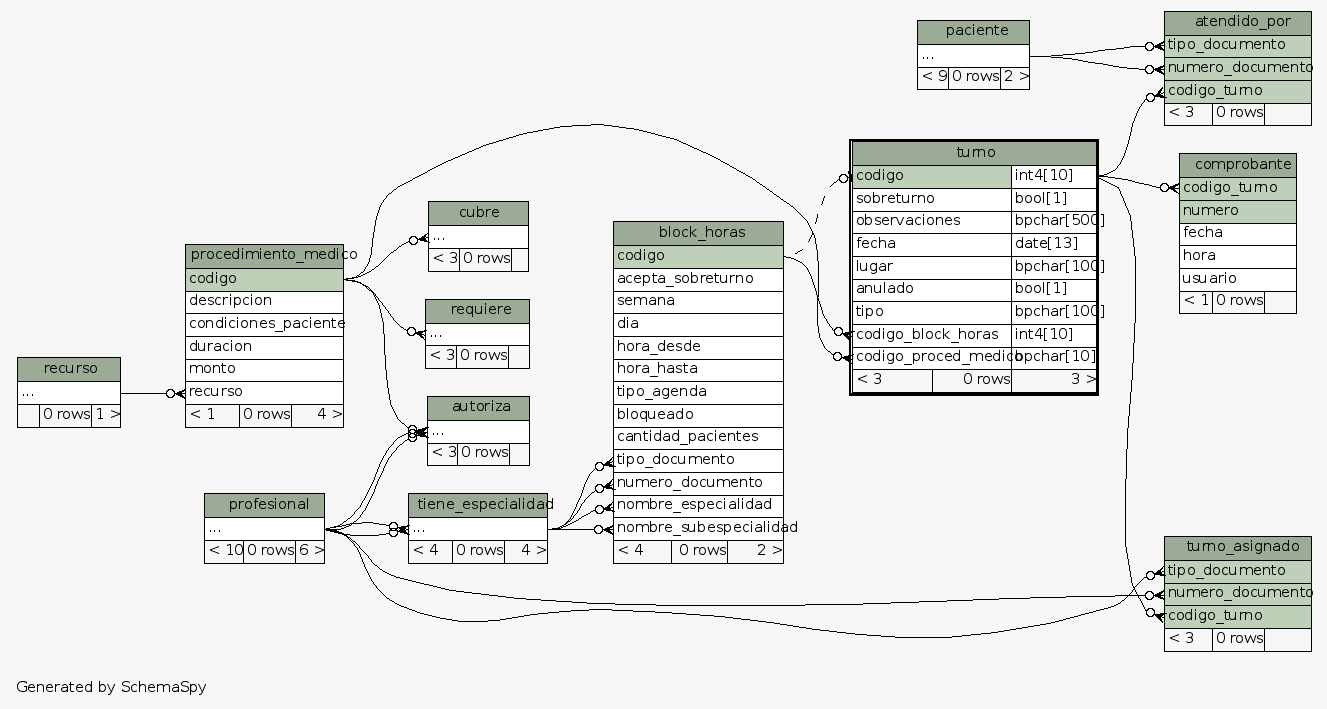 paciente
...
< 9 0 rows 2 >
atendido_por
tipo_documento
numero_documento
codigo_turno
< 3 0 rows
turno
codigo int4[10]
sobreturno bool[1]
observaciones bpchar[500]
fecha date[13]
lugar bpchar[100]
anulado bool[1]
tipo bpchar[100]
codigo_block_horas int4[10]
codigo_proced_medico bpchar[10]
< 3 0 rows 3 >
comprobante
codigo_turno
numero
fecha
hora
usuario
< 1 0 rows
cubre
...
< 3 0 rows
block_horas
codigo
acepta_sobreturno
semana
dia
hora_desde
hora_hasta
tipo_agenda
bloqueado
cantidad_pacientes
tipo_documento
numero_documento
nombre_especialidad
nombre_subespecialidad
< 4 0 rows 2 >
procedimiento_medico
codigo
descripcion
condiciones_paciente
duracion
monto
recurso
< 1 0 rows 4 >
requiere
...
< 3 0 rows
recurso
...
0 rows 1 >
autoriza
...
< 3 0 rows
profesional
...
< 10 0 rows 6 >
tiene_especialidad
...
< 4 0 rows 4 >
turno_asignado
tipo_documento
numero_documento
codigo_turno
< 3 0 rows
Generated by SchemaSpy